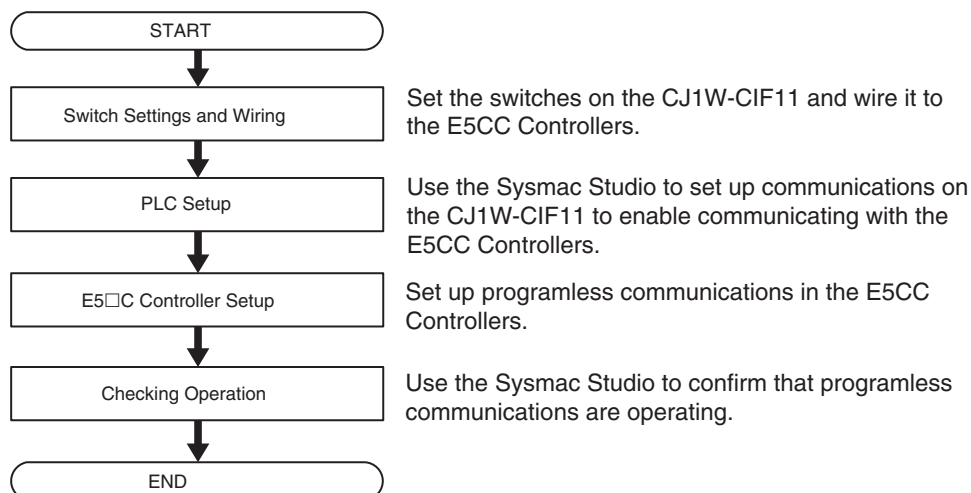 START
Switch Settings and Wiring
Set the switches on the CJ1W-CIF11 and wire it to
the E5CC Controllers.
PLC Setup
Use the Sysmac Studio to set up communications on
the CJ1W-CIF11 to enable communicating with the
E5CC Controllers.
E5□C Controller Setup
Set up programless communications in the E5CC
Controllers.
Checking Operation
Use the Sysmac Studio to confirm that programless
communications are operating.
END